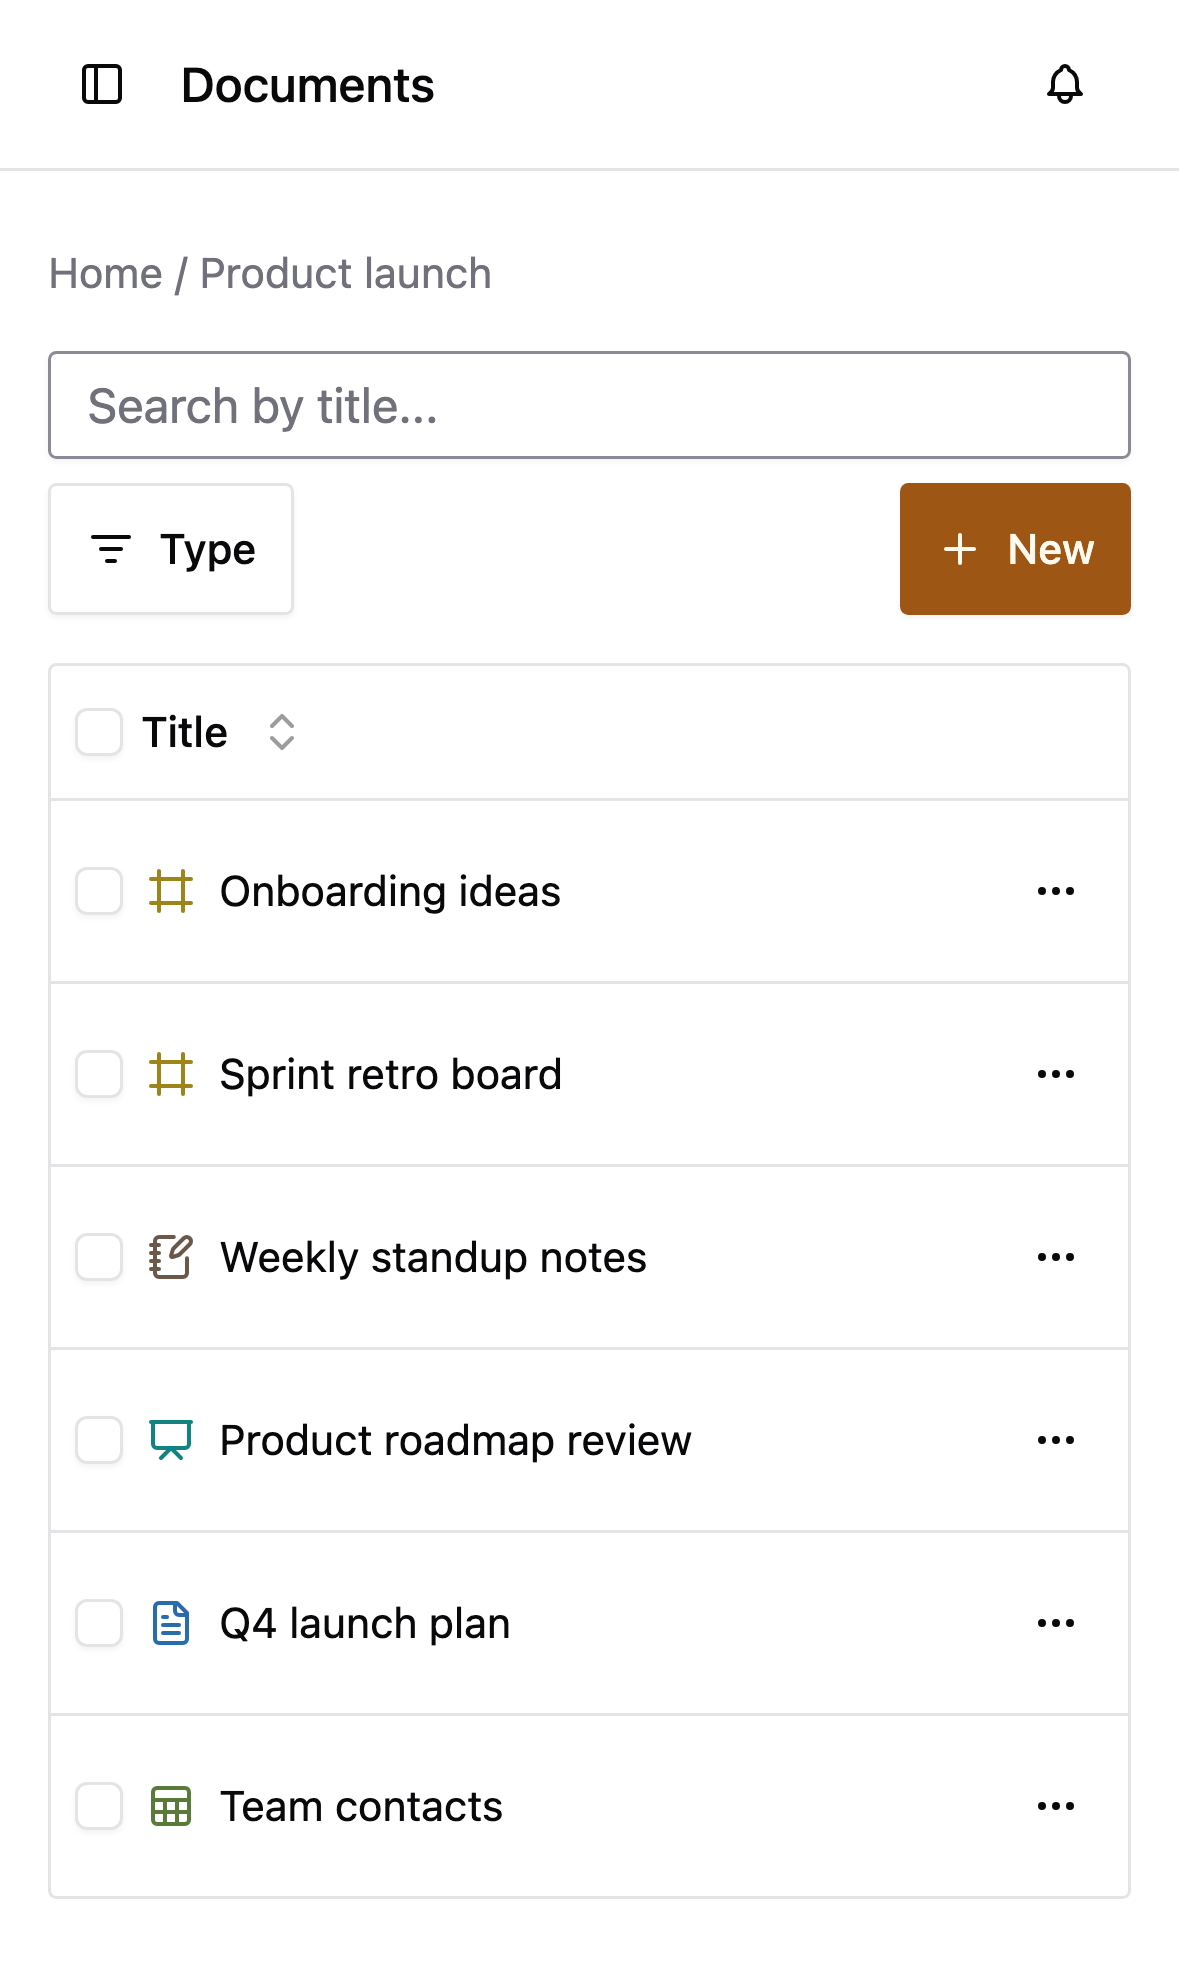 Documents
Home / Product launch
Search by title...
Type
New
Title
Onboarding ideas
Sprint retro board
Weekly standup notes
Product roadmap review
Q4 launch plan
Team contacts